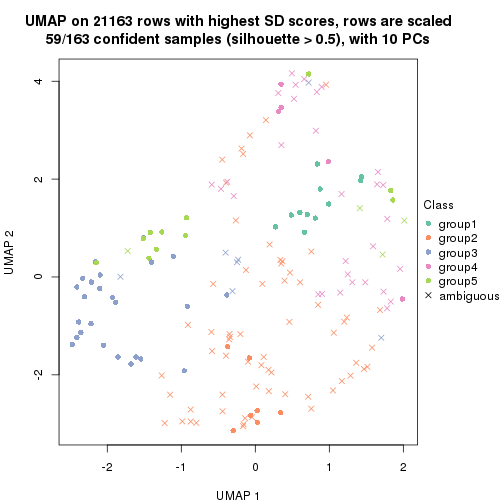 UMAP on 21163 rows with highest SD scores, rows are scaled
59/163 confident samples (silhouette > 0.5), with 10 PCs
4
2
0
-2
UMAP 2
-2
-1
0
1
2
UMAP 1
Class
group1
group2
group3
group4
group5
ambiguous